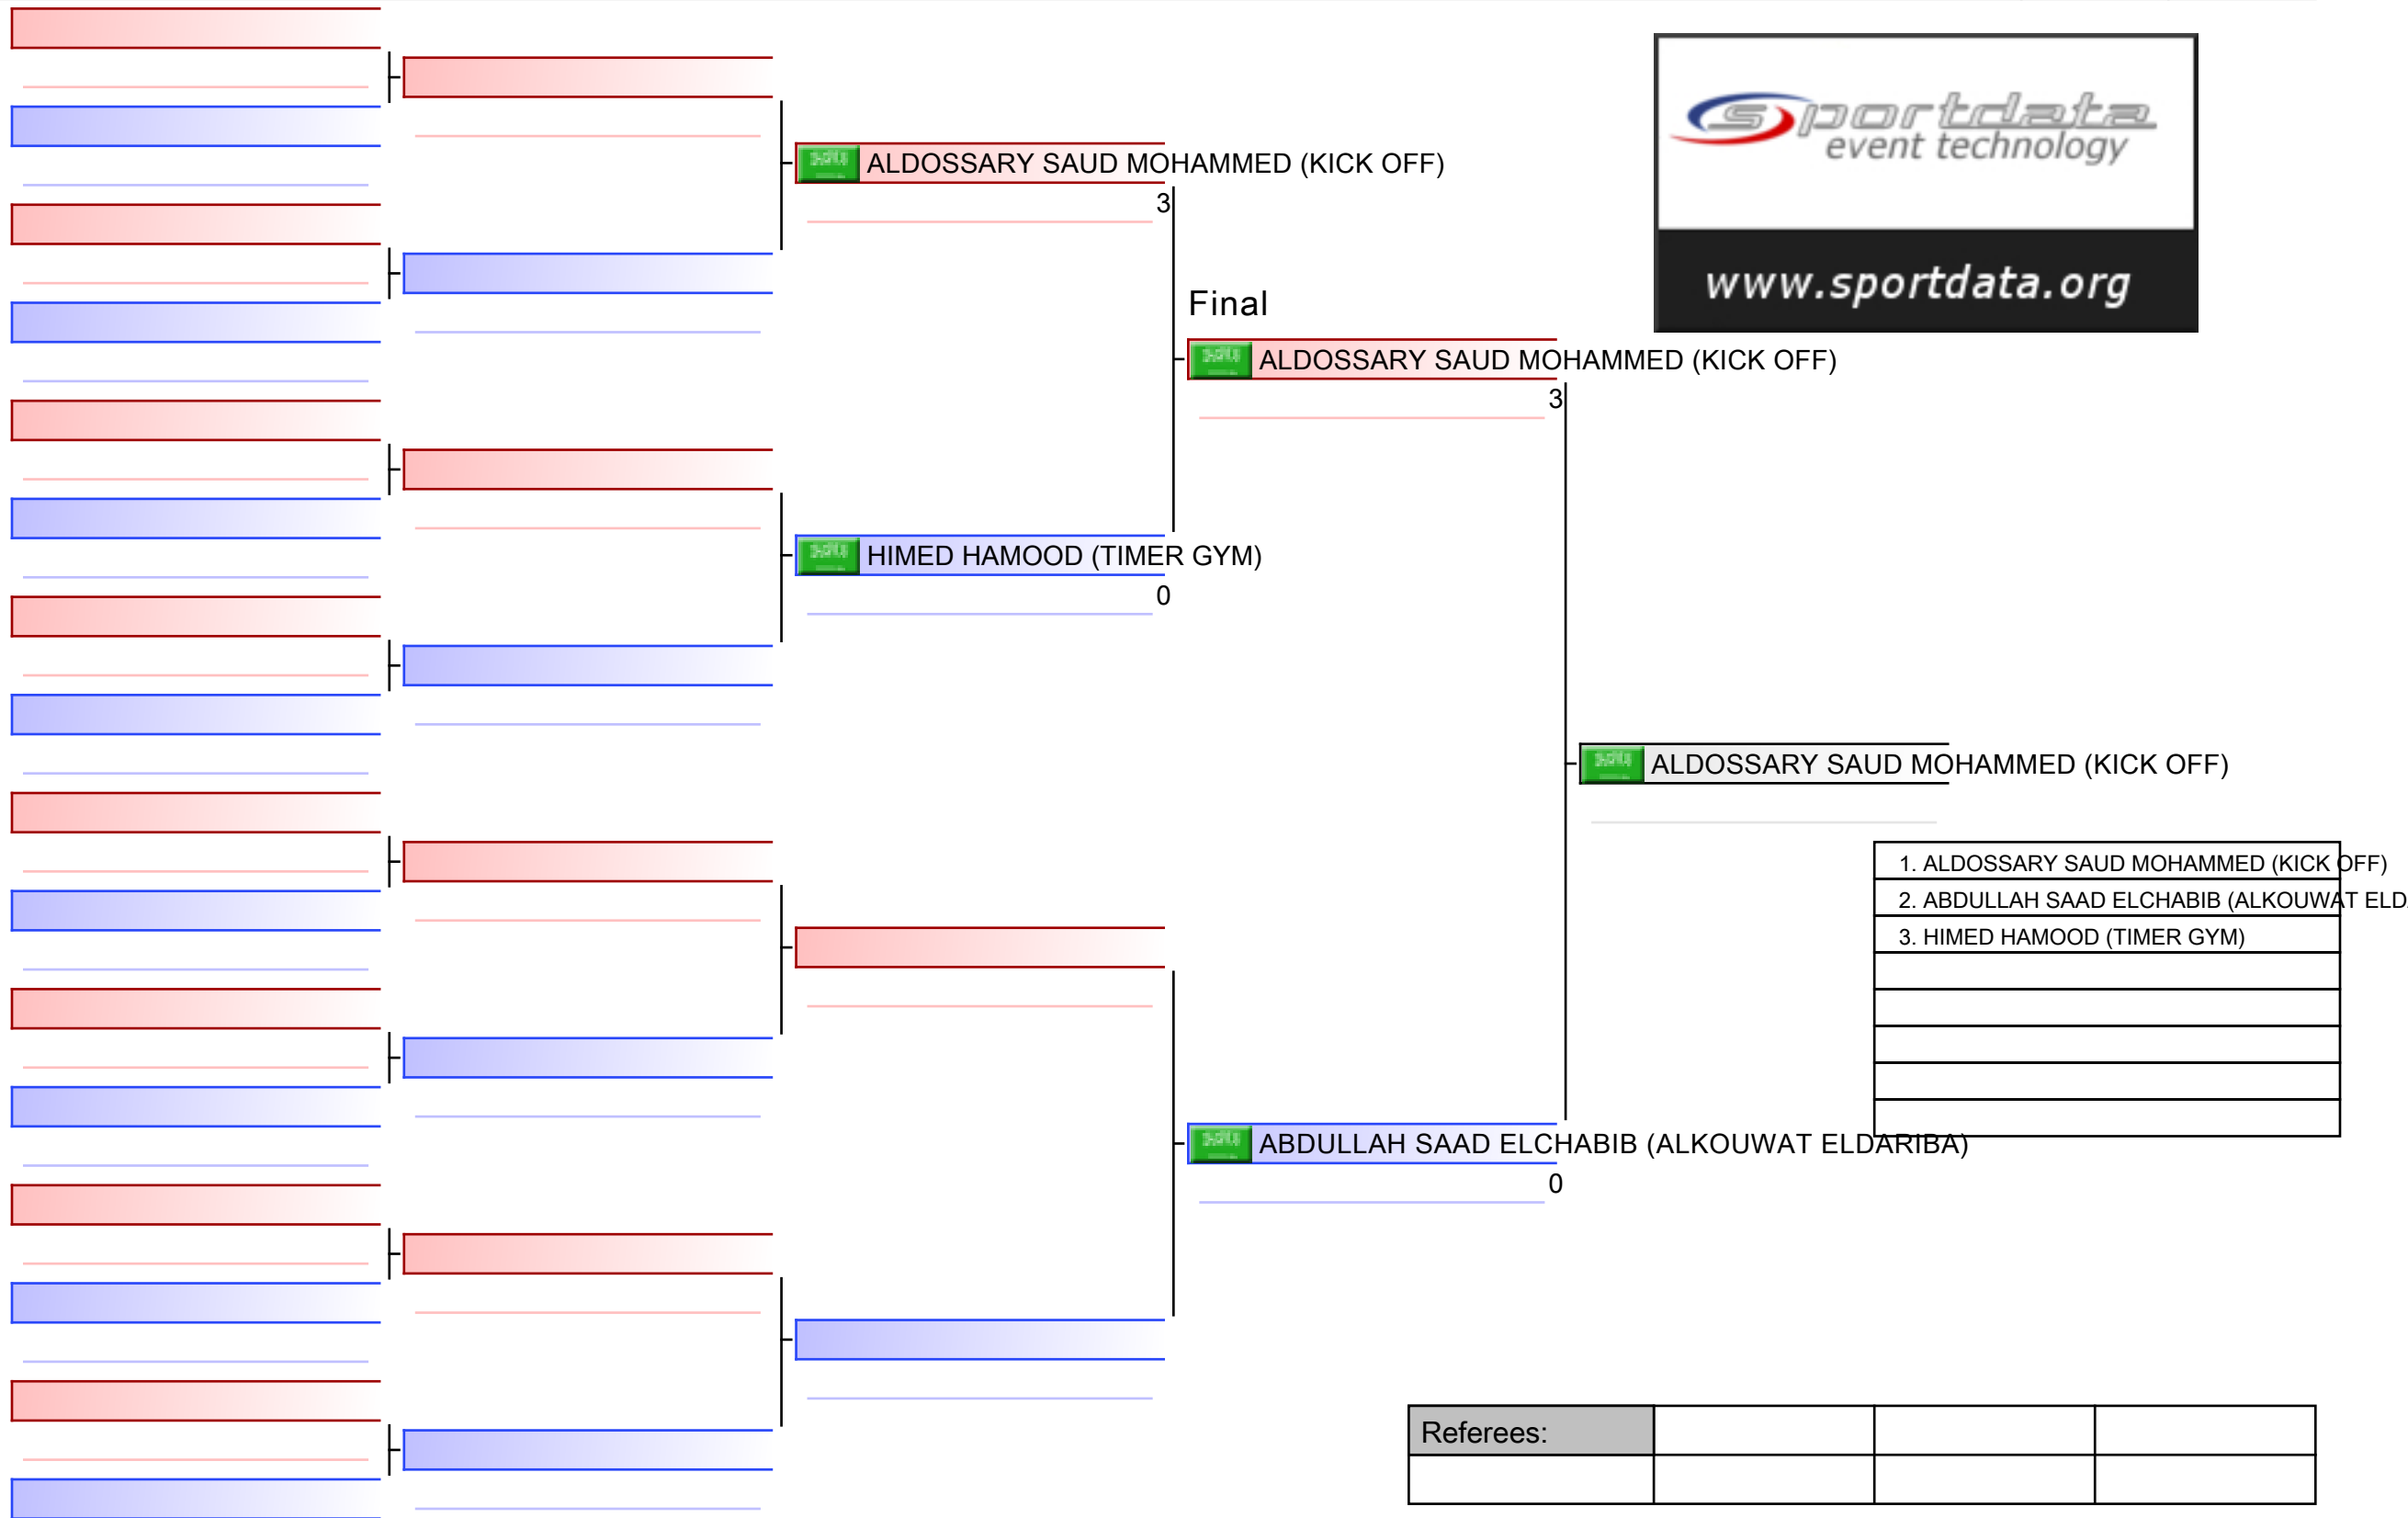 sportdata
event technology
www.sportdata.org
ALDOSSARY SAUD MOHAMMED (KICK OFF)
3
Final
ALDOSSARY SAUD MOHAMMED (KICK OFF)
3
HIMED HAMOOD (TIMER GYM)
0
ALDOSSARY SAUD MOHAMMED (KICK OFF)
1. ALDOSSARY SAUD MOHAMMED (KICK OFF)
2. ABDULLAH SAAD ELCHABIB (ALKOUWAT ELD
3. HIMED HAMOOD (TIMER GYM)
ABDULLAH SAAD ELCHABIB (ALKOUWAT ELDARIBA)
0
Referees: